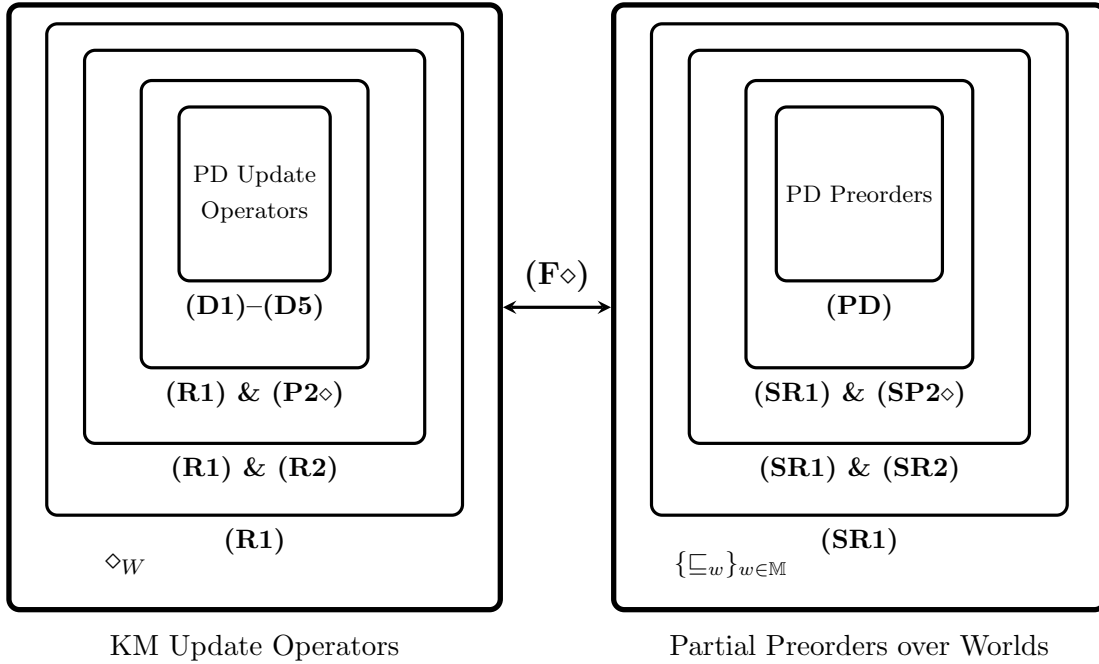 PD Update
Operators
(D1)–(D5)
(R1) & (P2⋄)
(R1) & (R2)
(R1)
⋄W
KM Update Operators
(F⋄)
PD Preorders
(PD)
(SR1) & (SP2⋄)
(SR1) & (SR2)
(SR1)
{⊑w}w∈𝕄
Partial Preorders over Worlds